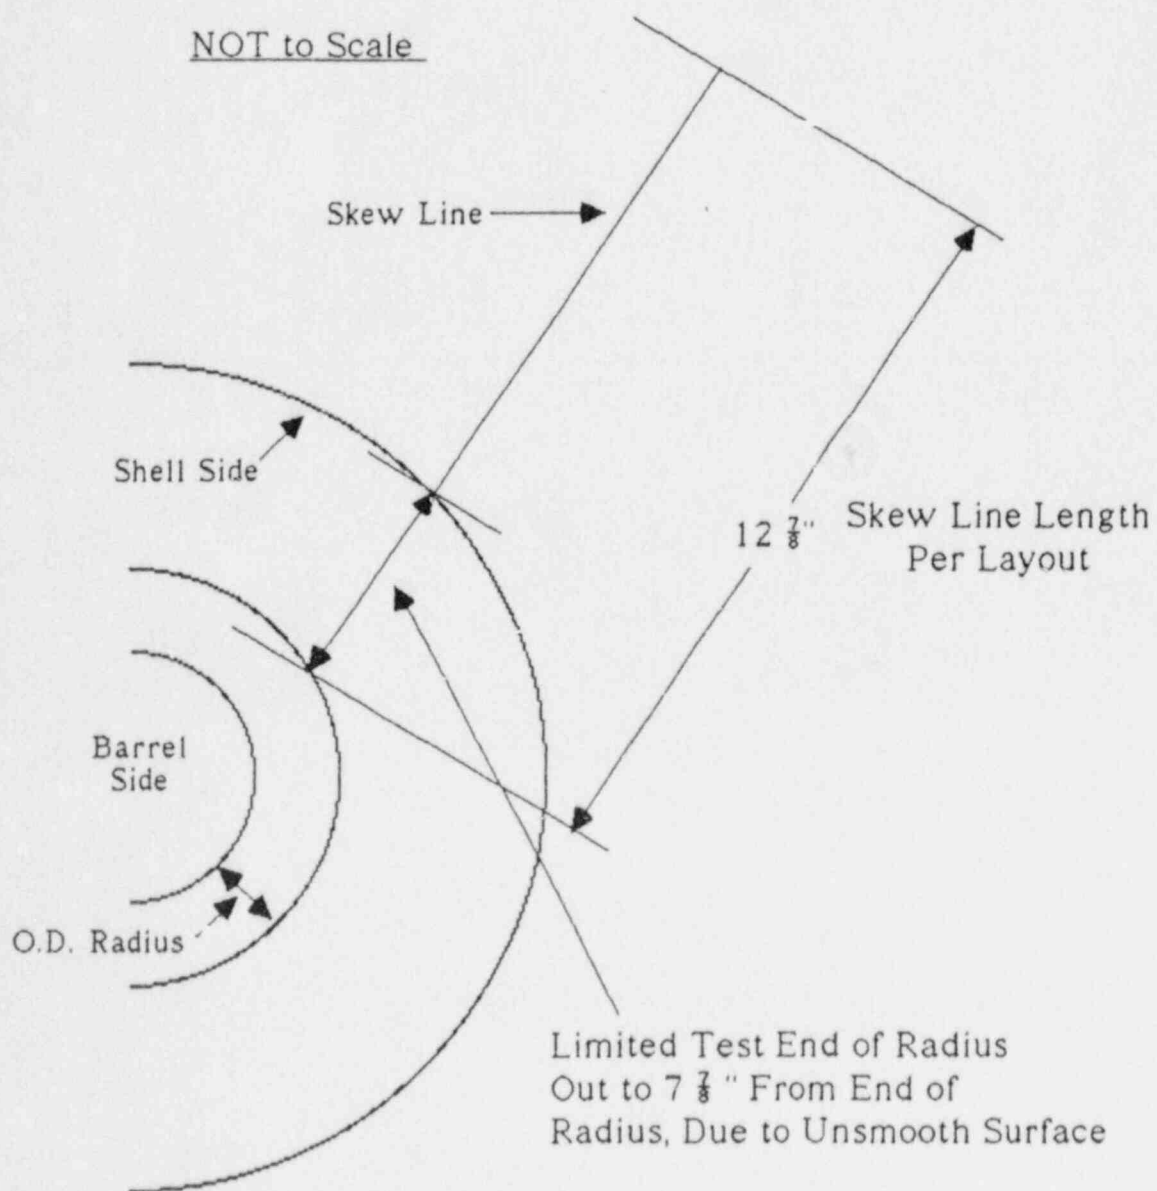 NOT to Scale
Skew Line
Shell Side
12 ⅞"
Skew Line Length
Per Layout
Barrel
Side
O.D. Radius
Limited Test End of Radius
Out to 7 ⅞ " From End of
Radius, Due to Unsmooth Surface